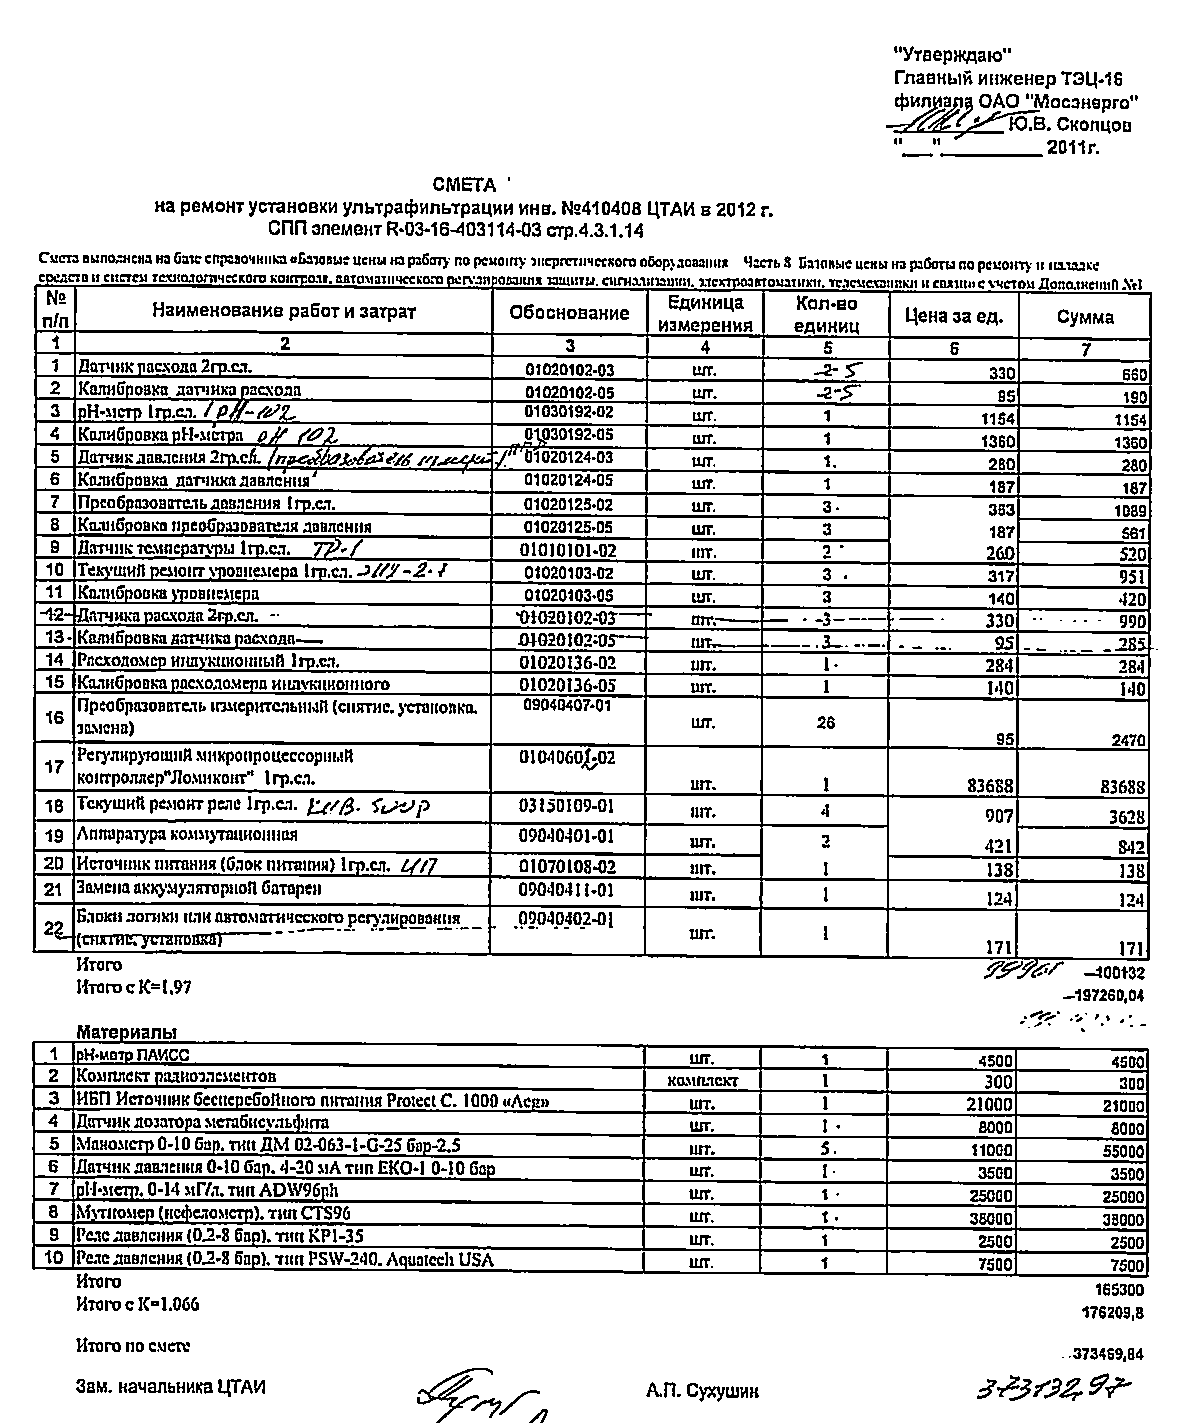 "Утверждаю"
Главный инженер ТЭЦ-16
филиала ОАО "Мосэнерго"
Ю.В. Скопцов
"__" ____________ 2011г.
СМЕТА
на ремонт установки ультрафильтрации инв. №410408 ЦТАИ в 2012 г.
СПП элемент R-03-16-403114-03 стр.4.3.1.14
Смета выполнена на базе справочника «Базовые цены на работу по ремонту энергетического оборудования Часть 8 Базовые цены на работы по ремонту и наладке
средств и систем технологического контроля, автоматического регулирования защиты, сигнализации, электроавтоматики, телемеханики и связи» с учетом Дополнений №1
№ п/п Наименование работ и затрат Обоснование Единица измерения Кол-во единиц Цена за ед. Сумма
1 2 3 4 5 6 7
1 Датчик расхода 2гр.сл. 01020102-03 шт. 2 5 330 660
2 Калибровка датчика расхода 01020102-05 шт. 2 5 95 190
3 pH-метр 1гр.сл. pH-102 01030192-02 шт. 1 1154 1154
4 Калибровка pH-метра pH 102 01030192-05 шт. 1 1360 1360
5 Датчик давления 2гр.сл. (преобразователь 01020124-03 шт. 1 280 280
6 Калибровка датчика давления 01020124-05 шт. 1 187 187
7 Преобразователь давления 1гр.сл. 01020125-02 шт. 3 363 1089
8 Калибровка преобразователя давления 01020125-05 шт. 3 187 561
9 Датчик температуры 1гр.сл. ТР-1 01010101-02 шт. 2 260 520
10 Текущий ремонт уровнемера 1гр.сл. 01020103-02 шт. 3 317 951
11 Калибровка уровнемера 01020103-05 шт. 3 140 420
12 Датчика расхода 2гр.сл. 01020102-03 шт. 3 330 990
13 Калибровка датчика расхода 01020102-05 шт. 3 95 285
14 Расходомер индукционный 1гр.сл. 01020136-02 шт. 1 284 284
15 Калибровка расходомера индукционного 01020136-05 шт. 1 140 140
16 Преобразователь измерительный (снятие, установка, замена) 09040407-01 шт. 26 95 2470
17 Регулирующий микропроцессорный контроллер"Ломиконт" 1гр.сл. 01040601-02 шт. 1 83688 83688
18 Текущий ремонт реле 1гр.сл. 03150109-01 шт. 4 907 3628
19 Аппаратура коммутационная 09040401-01 шт. 2 421 842
20 Источник питания (блок питания) 1гр.сл. ИП 01070108-02 шт. 1 138 138
21 Замена аккумуляторной батареи 09040411-01 шт. 1 124 124
22 Блоки логики или автоматического регулирования (снятие, установка) 09040402-01 шт. 1 171 171
Итого 100132
Итого с К=1,97 197260,04
Материалы
1 pH-метр ПАИСС шт. 1 4500 4500
2 Комплект радиоэлементов комплект 1 300 300
3 ИБП Источник бесперебойного питания Protect C. 1000 «Aeg» шт. 1 21000 21000
4 Датчик дозатора метабисульфита шт. 1 8000 8000
5 Манометр 0-10 бар, тип ДМ 02-063-1-G-25 бар-2.5 шт. 5 11000 55000
6 Датчик давления 0-10 бар, 4-20 мА тип ЕКО-1 0-10 бар шт. 1 3500 3500
7 pH-метр, 0-14 мГ/л, тип ADW96ph шт. 1 25000 25000
8 Мутномер (нефелометр), тип CTS96 шт. 1 38000 38000
9 Реле давления (0,2-8 бар), тип KP1-35 шт. 1 2500 2500
10 Реле давления (0,2-8 бар), тип PSW-240, Aquatech USA шт. 1 7500 7500
Итого 165300
Итого с К=1.066 176209,8
Итого по смете 373469,84
Зам. начальника ЦТАИ А.П. Сухушин 373132,97